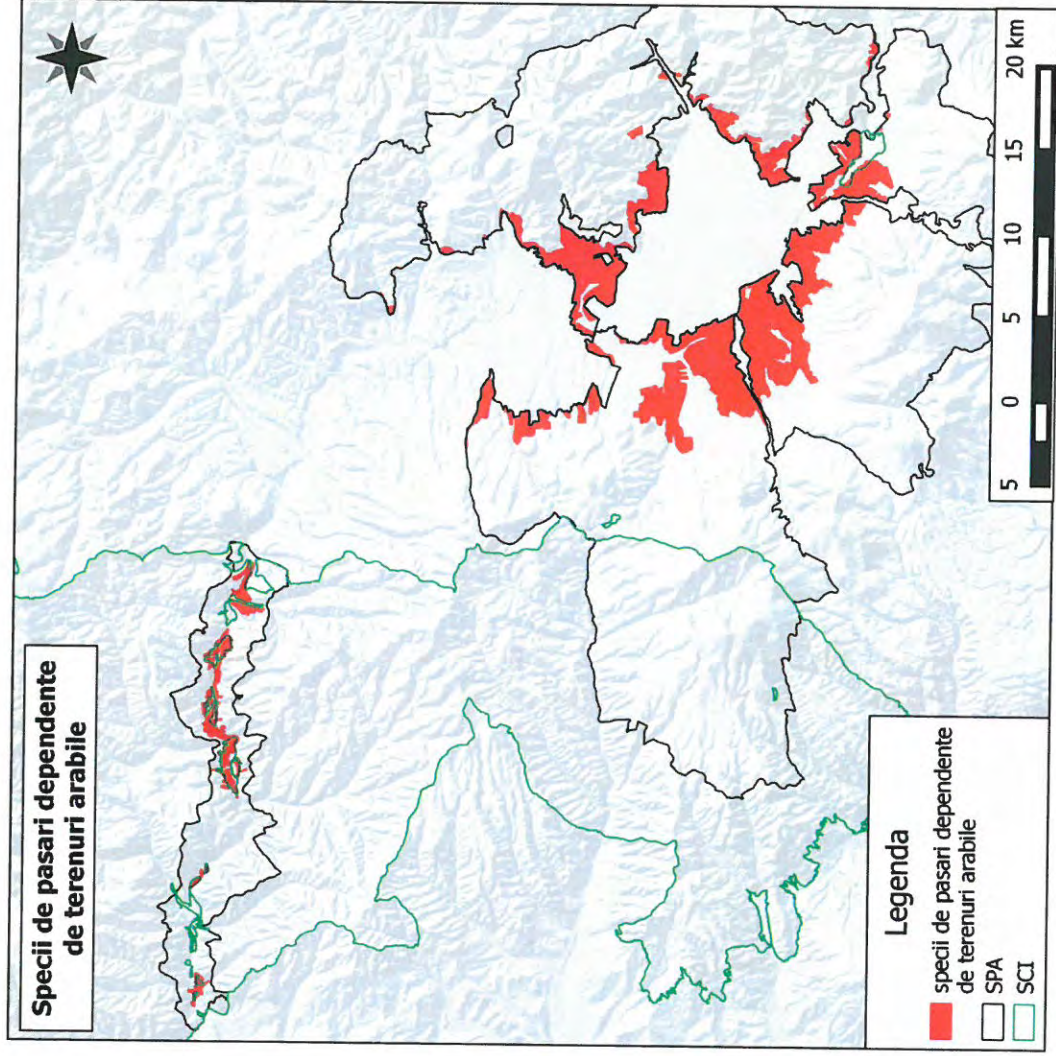 Specii de pasari dependente
de terenuri arabile
Legenda
specii de pasari dependente
de terenuri arabile
SPA
SCI
5 0 5 10 15 20 km